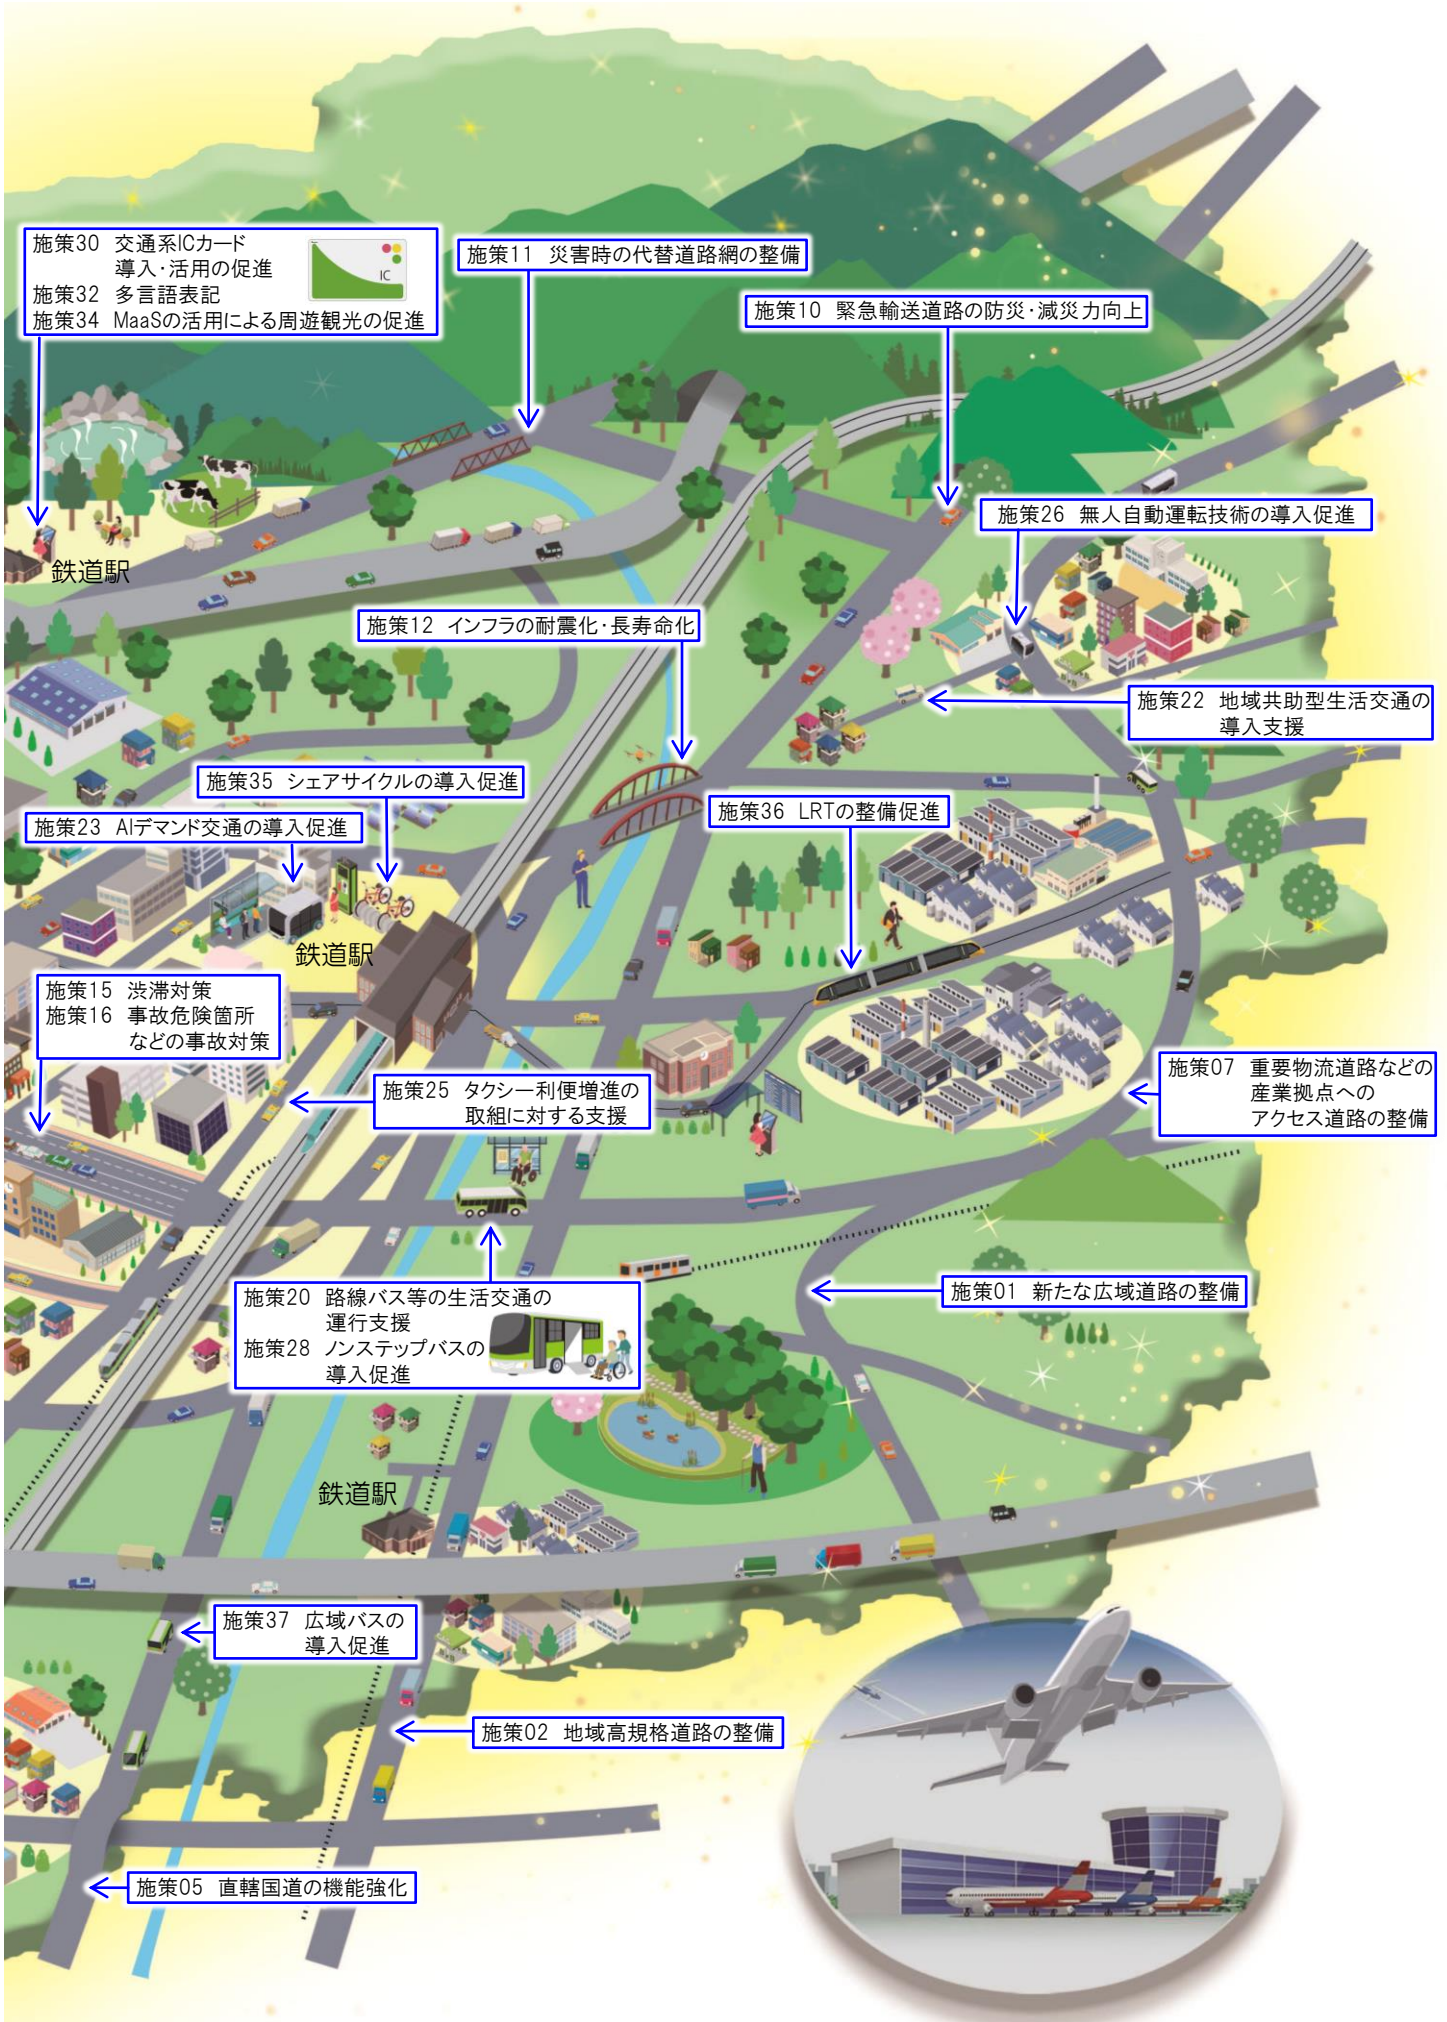 施策30 交通系ICカード
導入・活用の促進
施策32 多言語表記
施策34 MaaSの活用による周遊観光の促進
IC
施策11 災害時の代替道路網の整備
施策10 緊急輸送道路の防災・減災力向上
施策26 無人自動運転技術の導入促進
鉄道駅
施策12 インフラの耐震化・長寿命化
施策22 地域共助型生活交通の
導入支援
施策35 シェアサイクルの導入促進
施策23 AIデマンド交通の導入促進
施策36 LRTの整備促進
鉄道駅
施策15 渋滞対策
施策16 事故危険箇所
などの事故対策
施策25 タクシー利便増進の
取組に対する支援
施策07 重要物流道路などの
産業拠点への
アクセス道路の整備
施策20 路線バス等の生活交通の
運行支援
施策28 ノンステップバスの
導入促進
施策01 新たな広域道路の整備
鉄道駅
施策37 広域バスの
導入促進
施策02 地域高規格道路の整備
施策05 直轄国道の機能強化